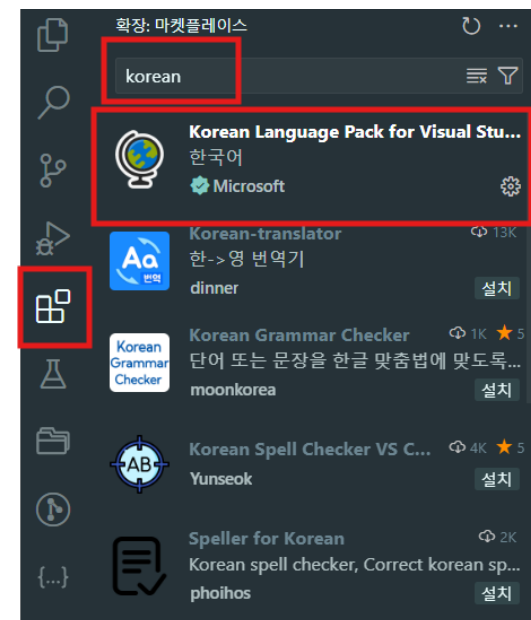 확장: 마켓플레이스
korean
Korean Language Pack for Visual Stu...
한국어
Microsoft
Korean-translator 13K
한->영 번역기
dinner 설치
Aα 번역
Korean Grammar Checker 1K ★ 5
단어 또는 문장을 한글 맞춤법에 맞도록...
moonkorea 설치
Korean
Grammar
Checker
Korean Spell Checker VS C... 4K ★ 5
Yunseok 설치
AB
Speller for Korean 2K
Korean spell checker, Correct korean sp...
phoihos 설치
{...}